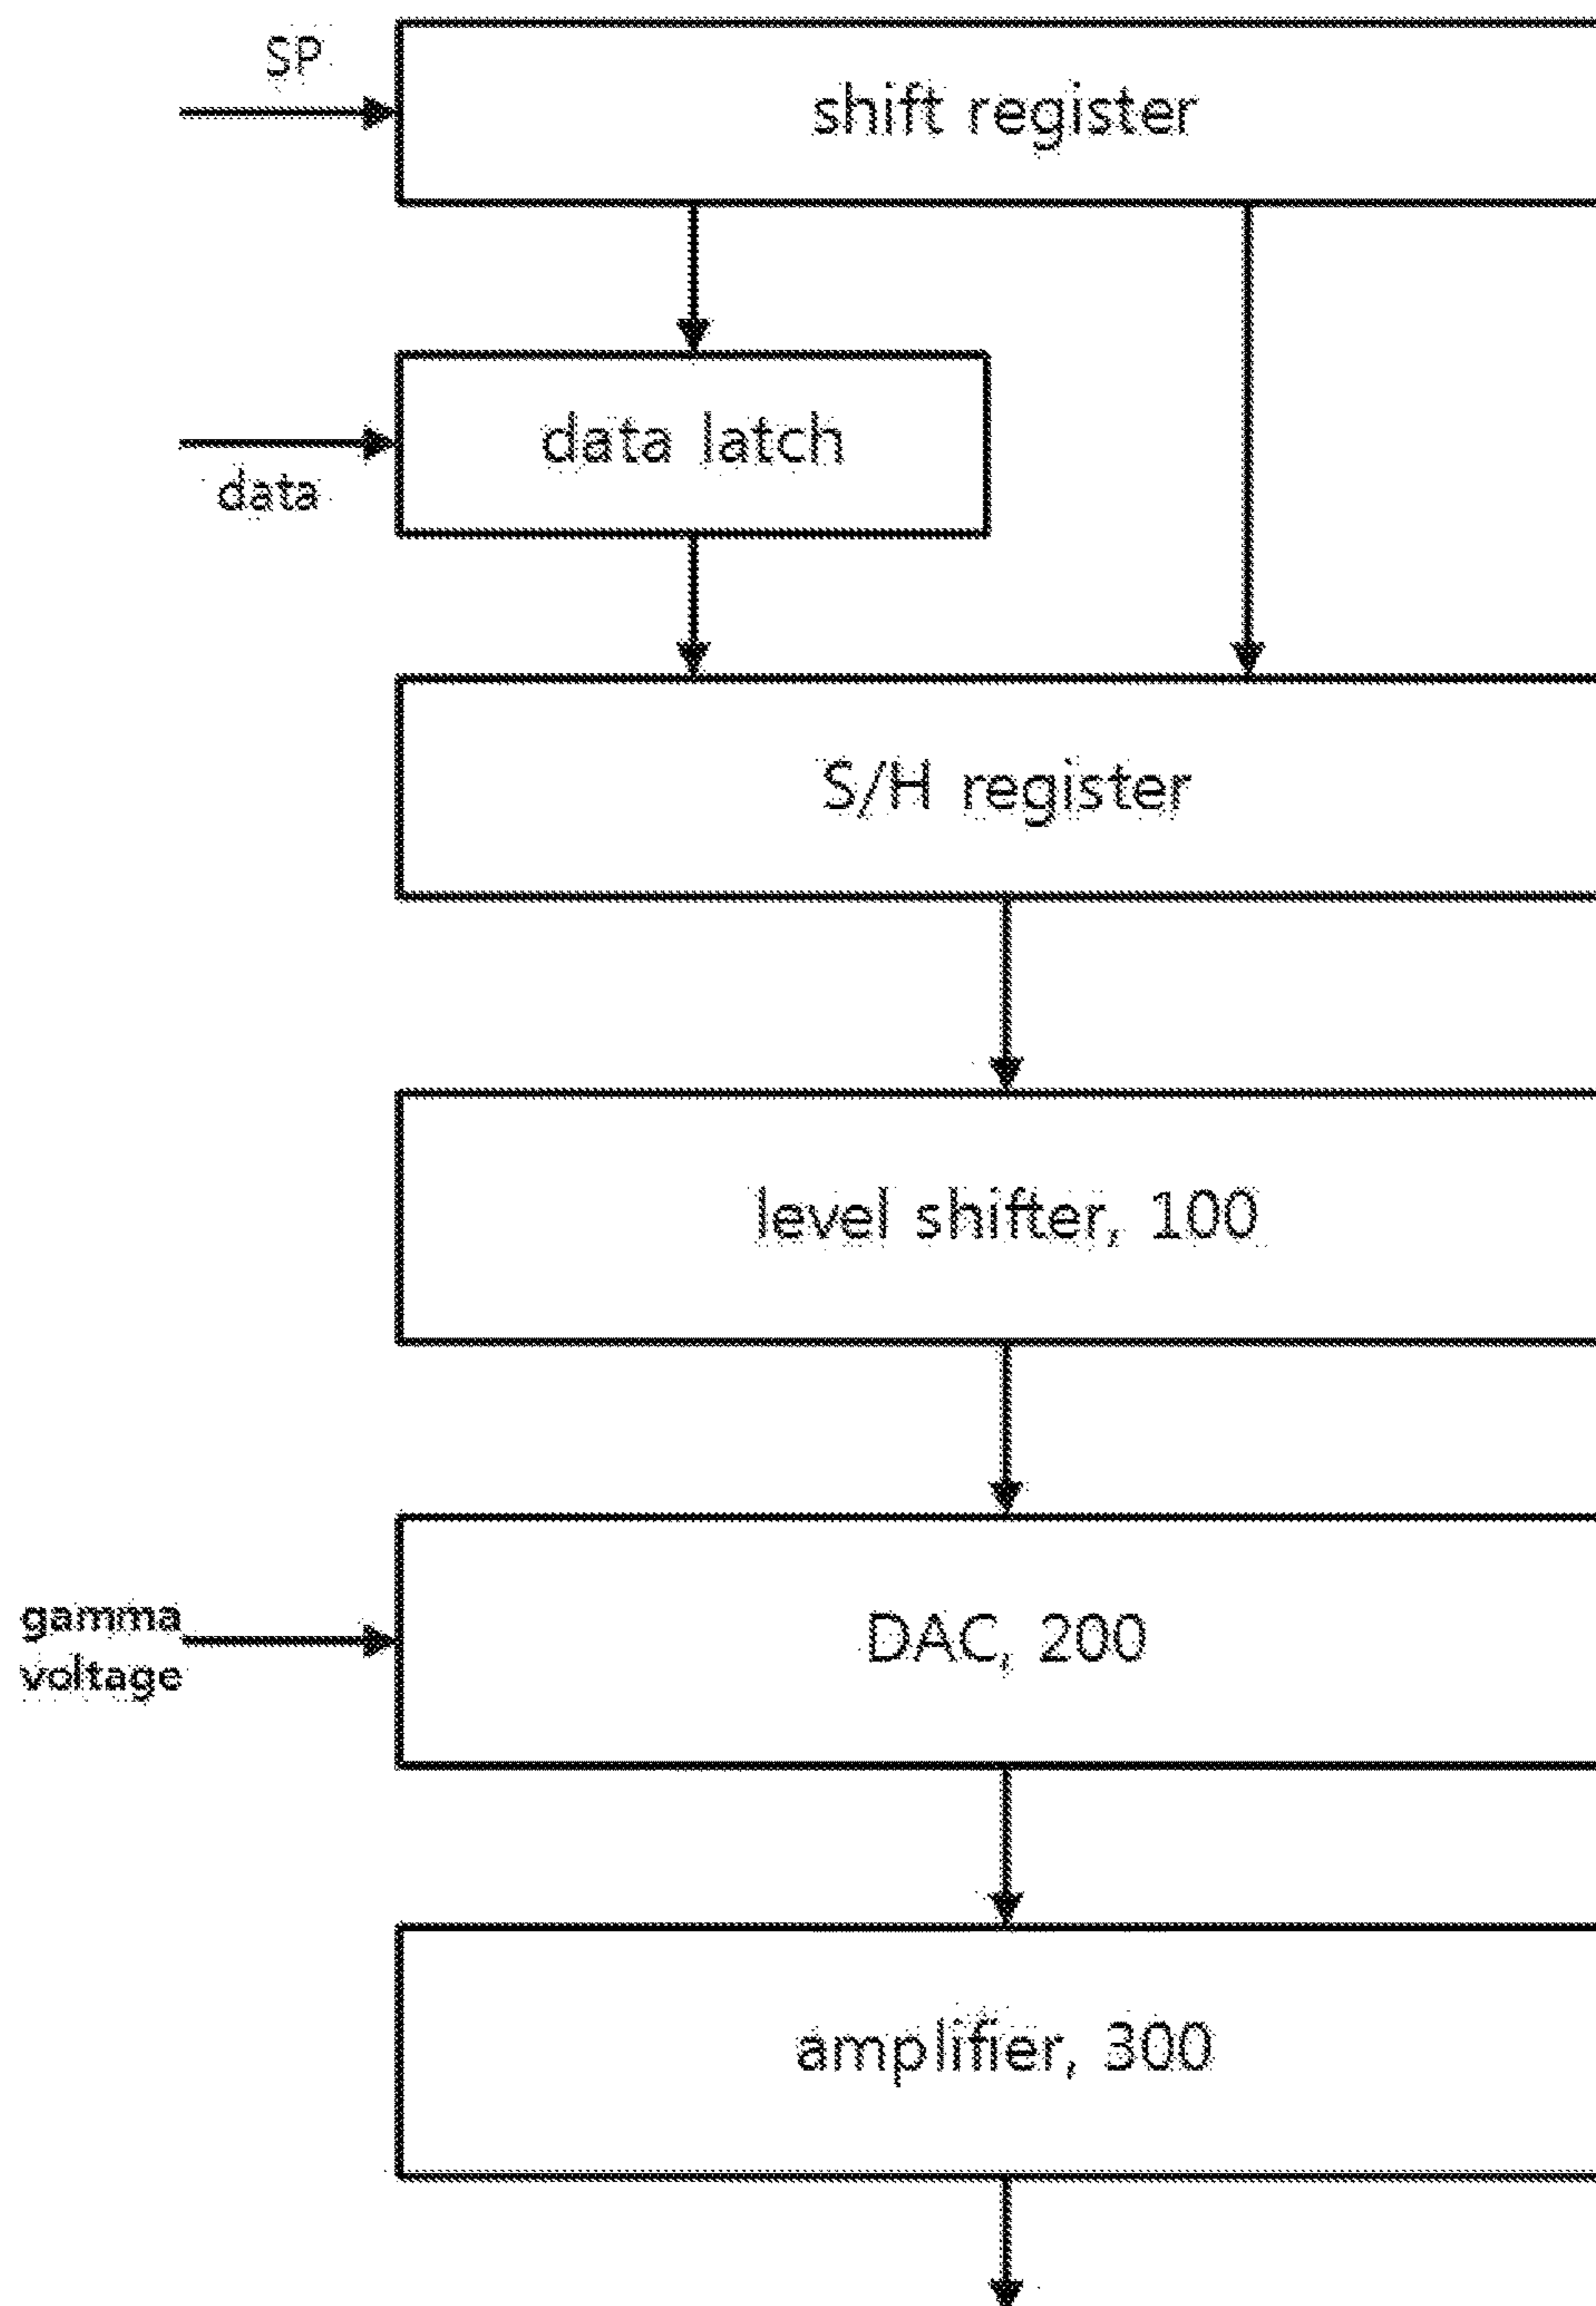 SP
shift register
data latch
data
S/H register
level shifter, 100
gamma
voltage
DAC, 200
amplifier, 300